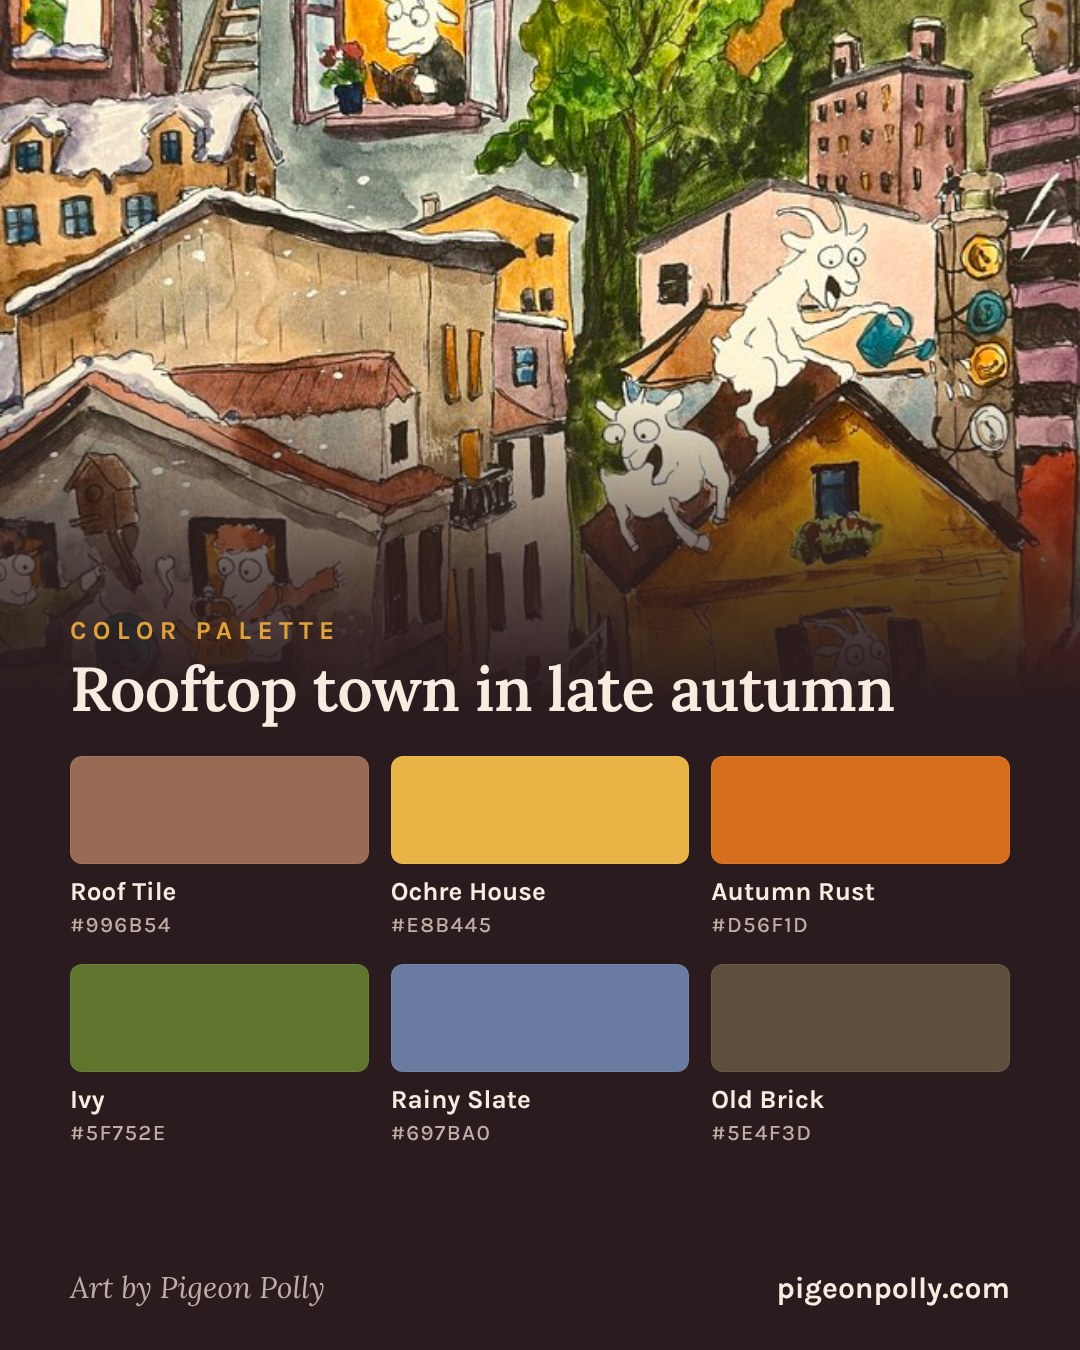 COLOR PALETTE
Rooftop town in late autumn
Roof Tile
#996B54
Ochre House
#E8B445
Autumn Rust
#D56F1D
Ivy
#5F752E
Rainy Slate
#697BA0
Old Brick
#5E4F3D
Art by Pigeon Polly
pigeonpolly.com